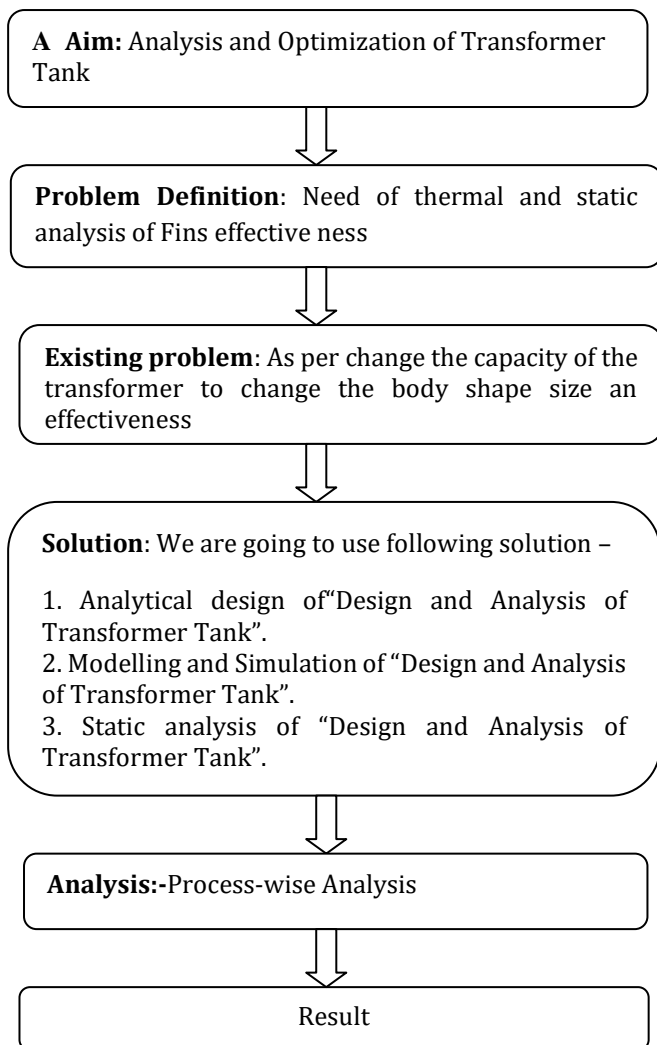 A Aim: Analysis and Optimization of Transformer
Tank
Problem Definition: Need of thermal and static
analysis of Fins effective ness
Existing problem: As per change the capacity of the
transformer to change the body shape size an
effectiveness
Solution: We are going to use following solution –
1. Analytical design of“Design and Analysis of
Transformer Tank”.
2. Modelling and Simulation of “Design and Analysis
of Transformer Tank”.
3. Static analysis of “Design and Analysis of
Transformer Tank”.
Analysis:-Process-wise Analysis
Result